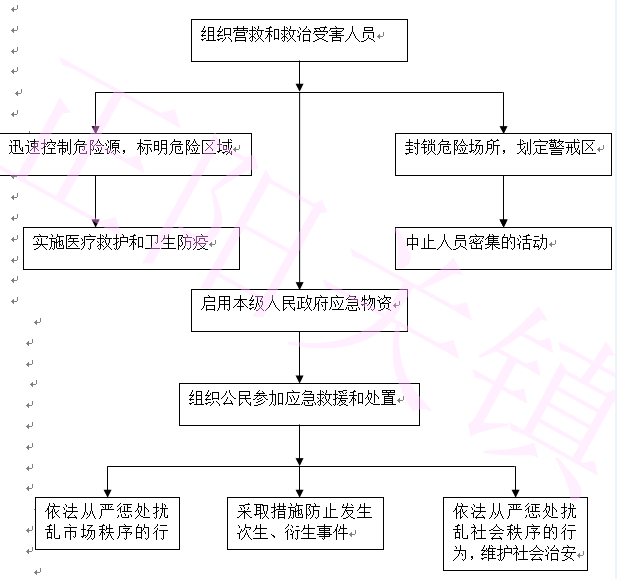 组织营救和救治受害人员
迅速控制危险源，标明危险区域
封锁危险场所，划定警戒区
实施医疗救护和卫生防疫
中止人员密集的活动
启用本级人民政府应急物资
组织公民参加应急救援和处置
依法从严惩处扰
乱市场秩序的行
采取措施防止发生
次生、衍生事件
依法从严惩处扰
乱社会秩序的行
为，维护社会治安
正阳关镇